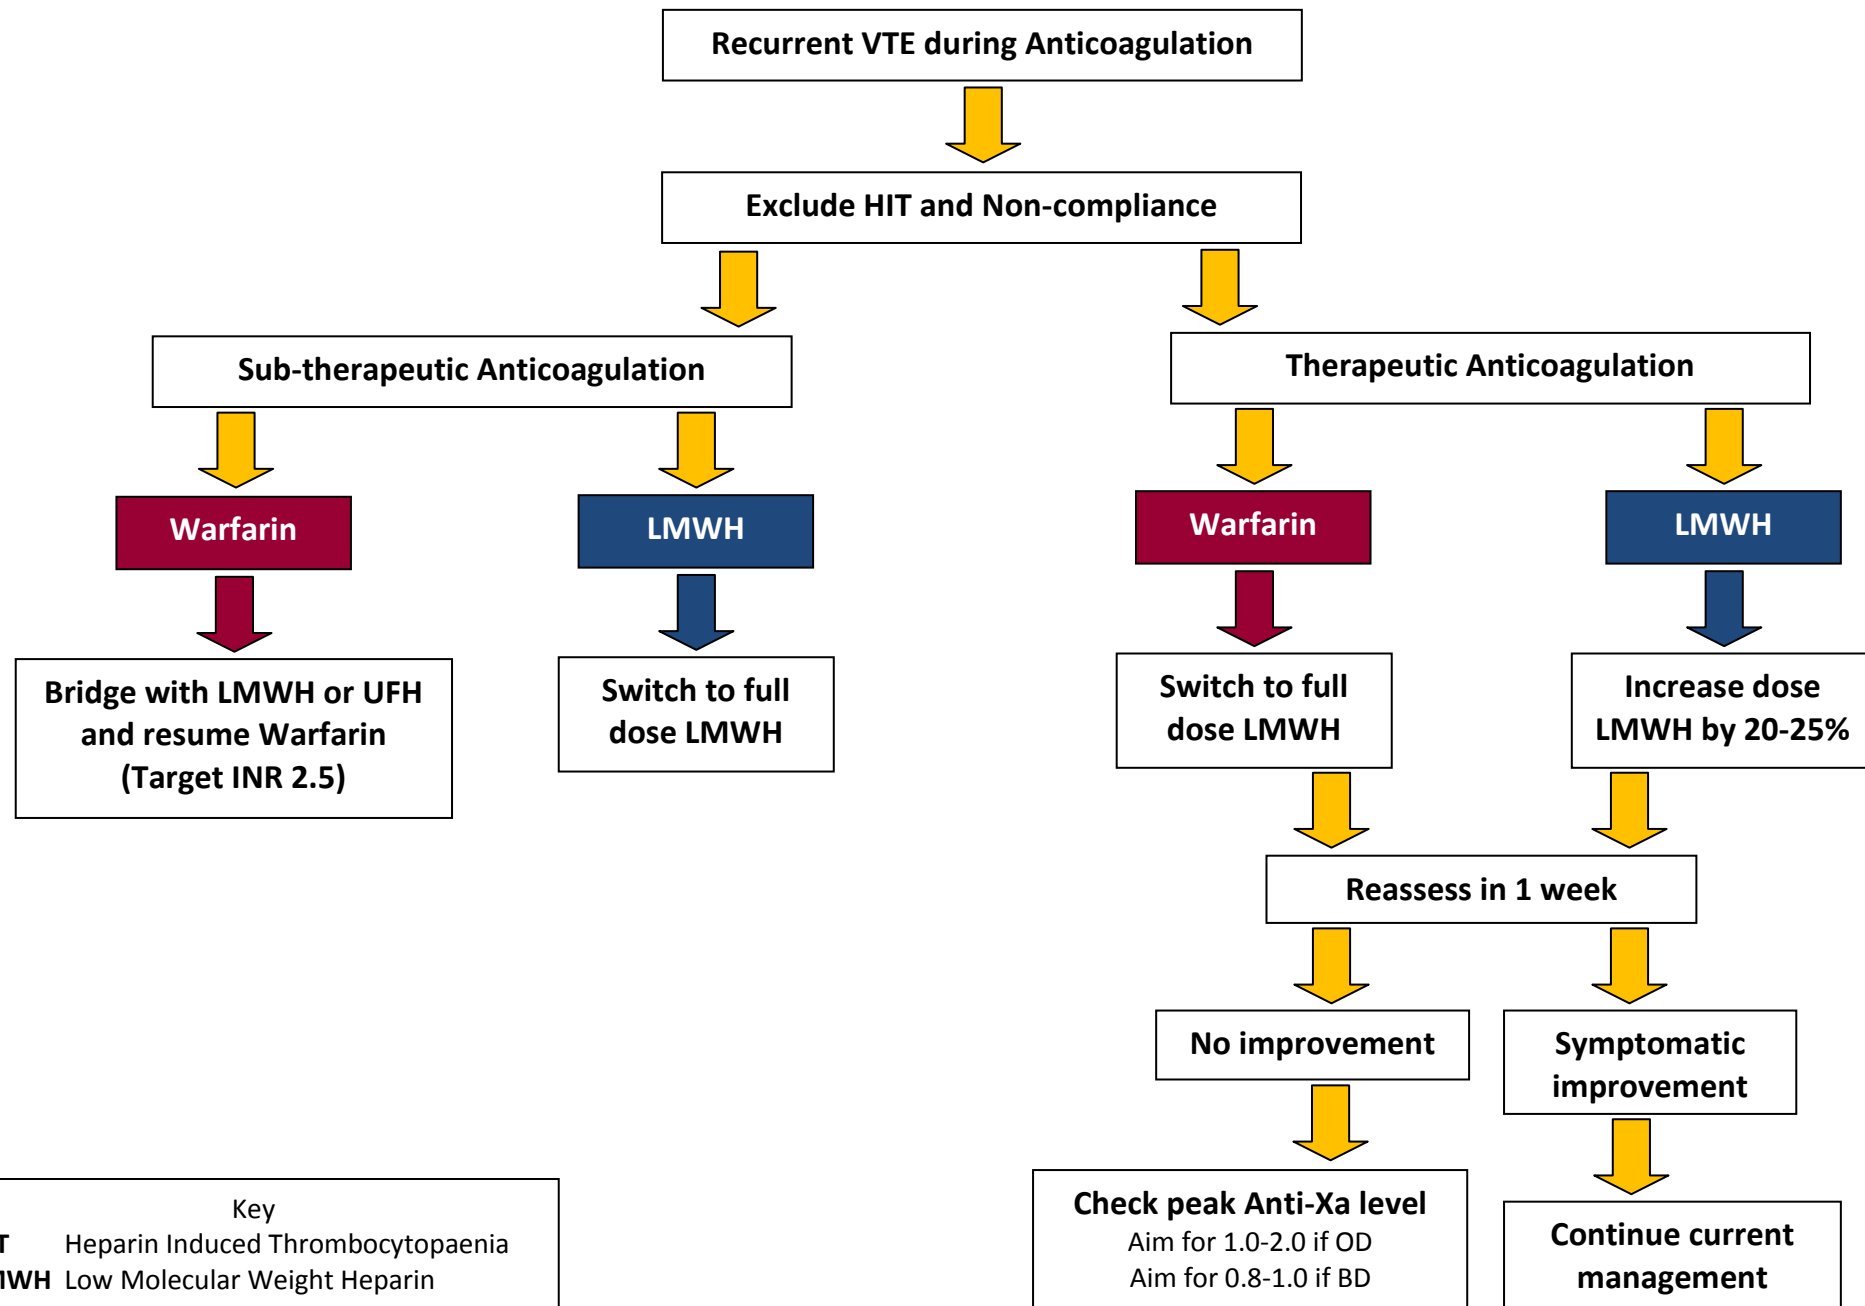 Recurrent VTE during Anticoagulation
Exclude HIT and Non-compliance
Sub-therapeutic Anticoagulation
Therapeutic Anticoagulation
Warfarin
LMWH
Warfarin
LMWH
Bridge with LMWH or UFH
and resume Warfarin
(Target INR 2.5)
Switch to full
dose LMWH
Switch to full
dose LMWH
Increase dose
LMWH by 20-25%
Reassess in 1 week
No improvement
Symptomatic
improvement
Check peak Anti-Xa level
Aim for 1.0-2.0 if OD
Aim for 0.8-1.0 if BD
Continue current
management
Key
T Heparin Induced Thrombocytopaenia
MWH Low Molecular Weight Heparin